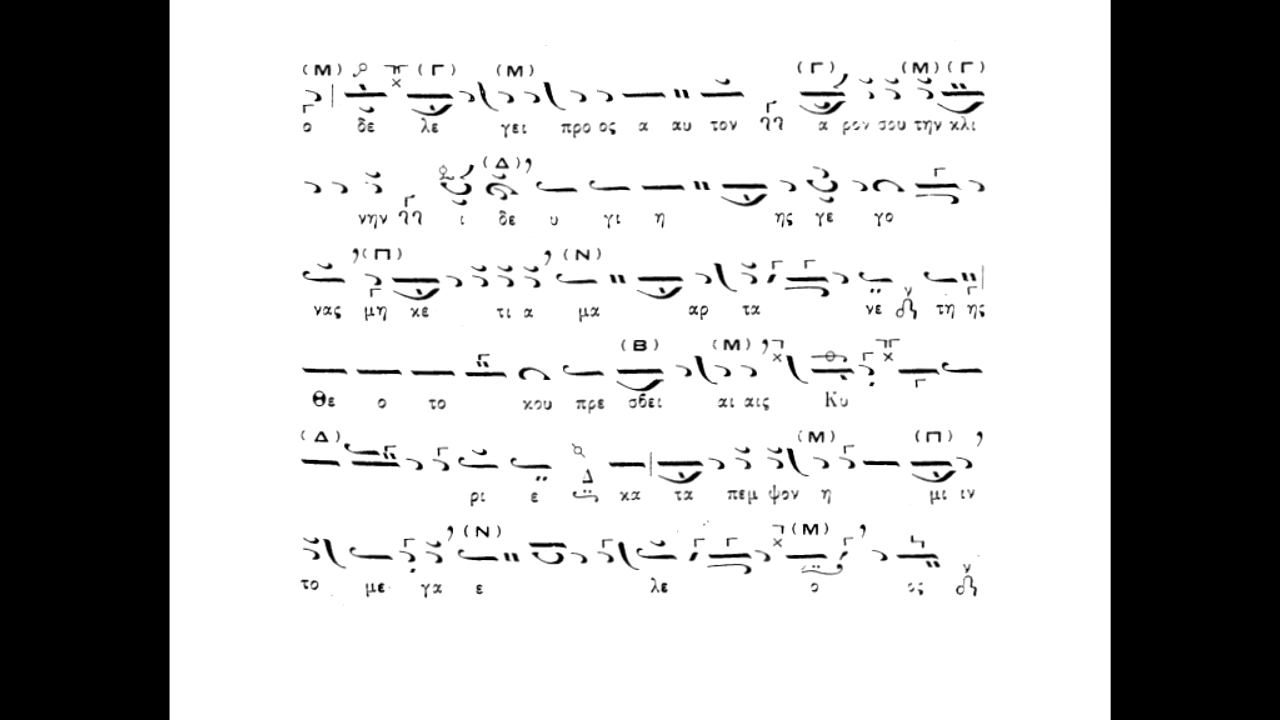 (Μ) (Γ) (Μ) (Γ) (Μ) (Γ)
ο δε λε γει προ ος α αυ τον α ρον σου την κλι
(Δ)
νην ι δε υ γι η ης γε γο
(Π) (Ν)
νας μη κε τι α μα αρ τα νε τη ης
(Β) (Μ)
Θε ο το κου πρε σβει αι αις Κυ
(Δ) (Μ) (Π)
ρι ε Δ κα τα πεμ ψον η μι ιν
(Ν) (Μ)
το με γα ε λε ο ος